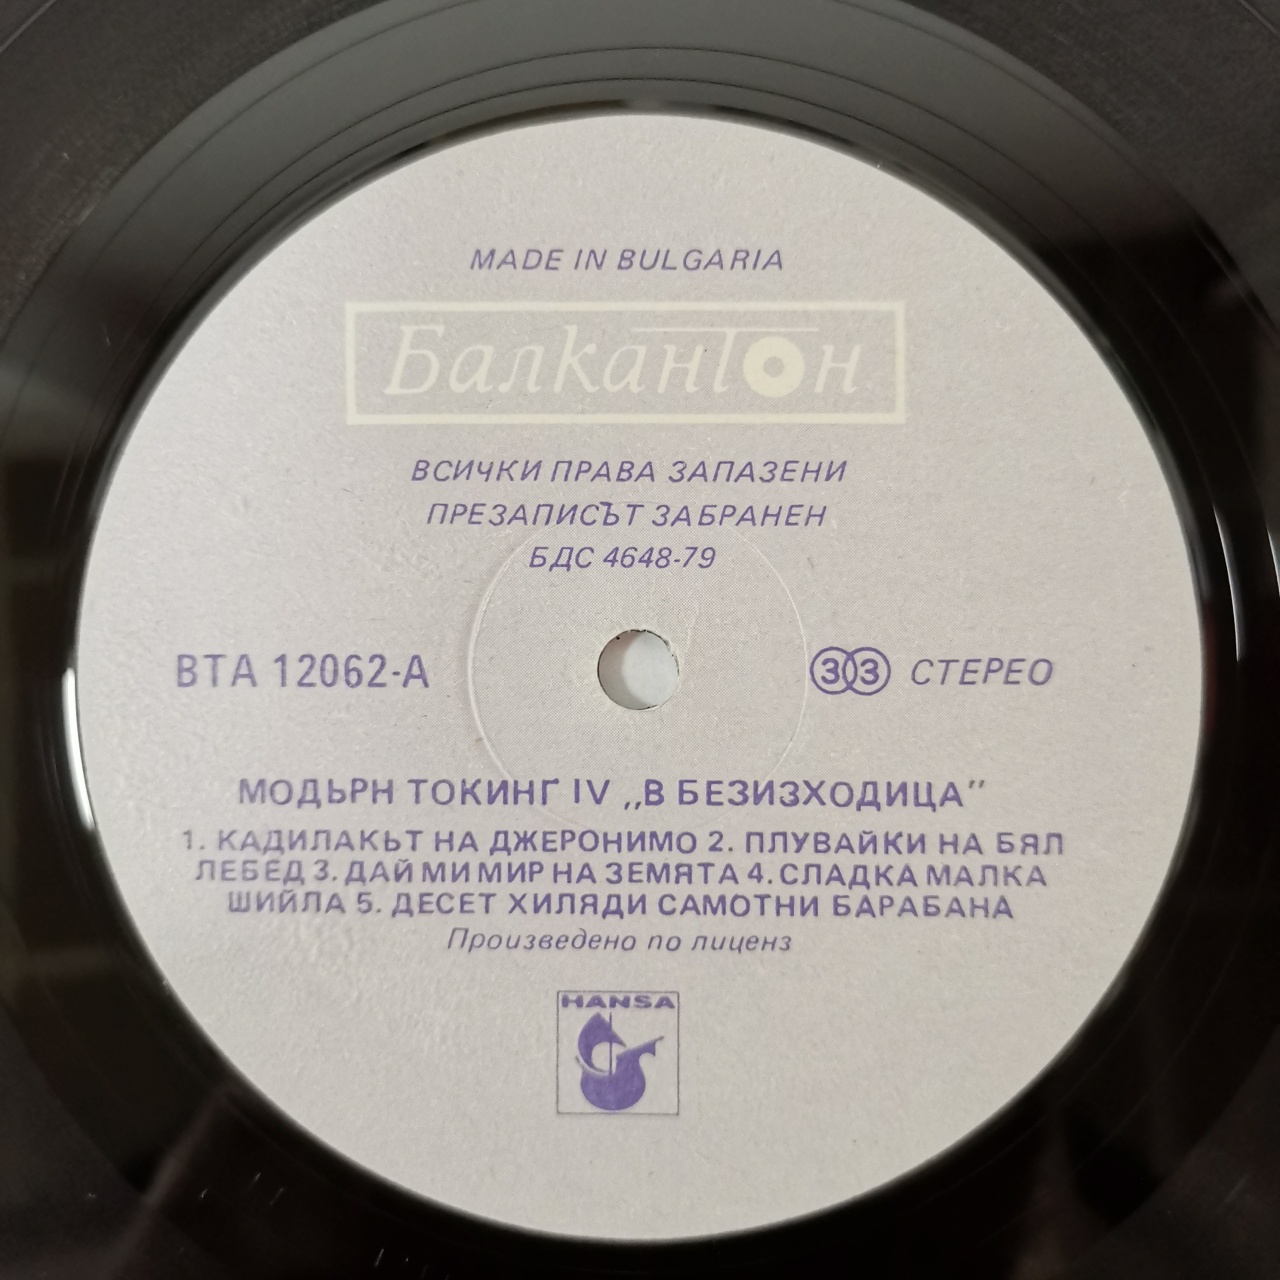 MADE IN BULGARIA
Балкантон
ВСИЧКИ ПРАВА ЗАПАЗЕНИ
ПРЕЗАПИСЪТ ЗАБРАНЕН
БДС 4648-79
ВТА 12062-А
33 СТЕРЕО
МОДЪРН ТОКИНГ IV „В БЕЗИЗХОДИЦА”
1. КАДИЛАКЪТ НА ДЖЕРОНИМО 2. ПЛУВАЙКИ НА БЯЛ
ЛЕБЕД 3. ДАЙ МИ МИР НА ЗЕМЯТА 4. СЛАДКА МАЛКА
ШИЙЛА 5. ДЕСЕТ ХИЛЯДИ САМОТНИ БАРАБАНА
Произведено по лиценз
HANSA